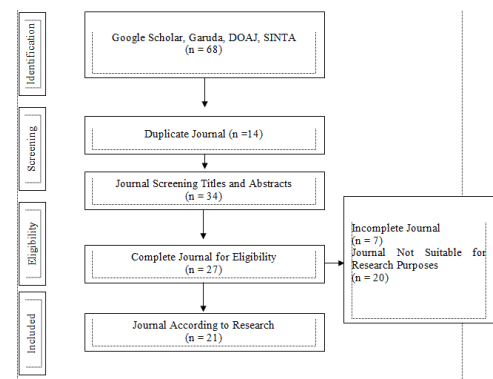 Identification
Google Scholar, Garuda, DOAJ, SINTA
(n = 68)
Screening
Duplicate Journal (n =14)
Journal Screening Titles and Abstracts
(n = 34)
Eligibility
Complete Journal for Eligibility
(n = 27)
Incomplete Journal
(n = 7)
Journal Not Suitable for
Research Purposes
(n = 20)
Included
Journal According to Research
(n = 21)